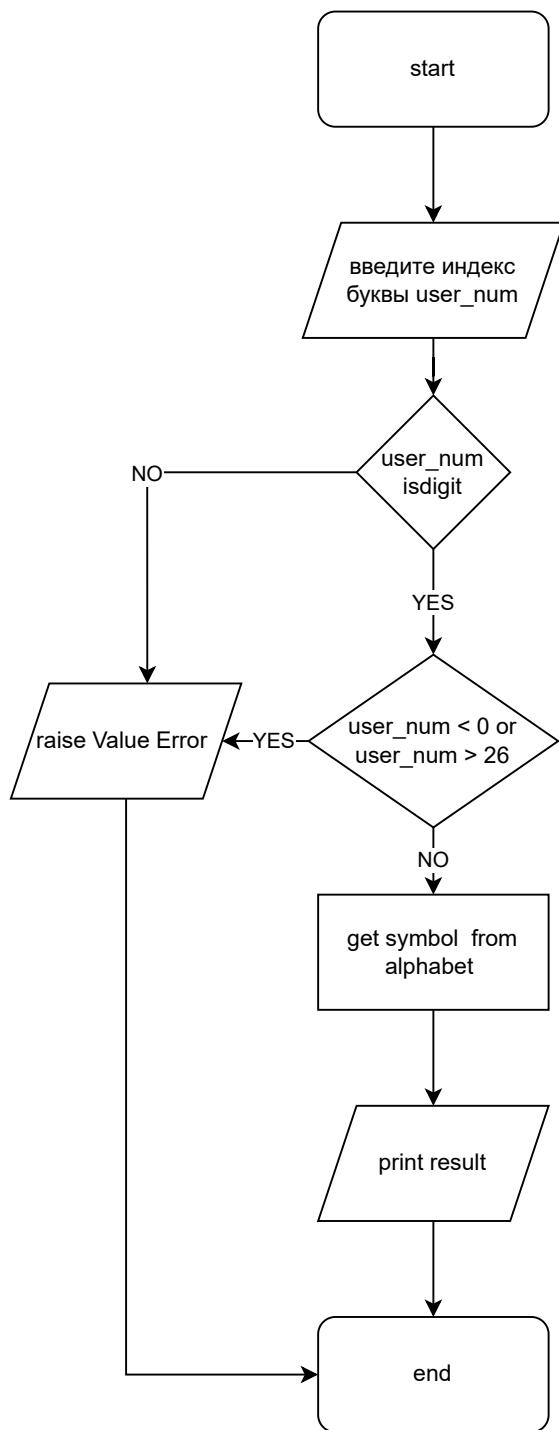 start
введите индекс
буквы user_num
user_num
isdigit
NO
YES
raise Value Error
YES
user_num < 0 or
user_num > 26
NO
get symbol from
alphabet
print result
end